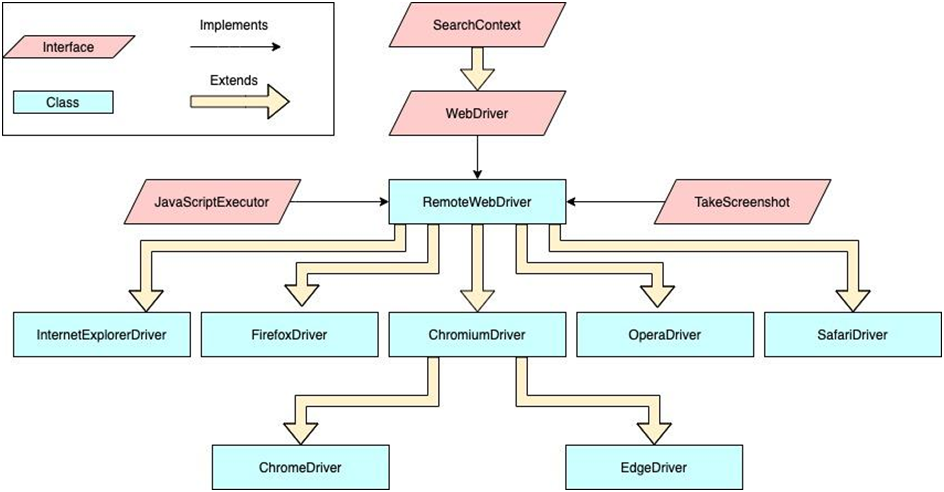 Implements
Interface
Extends
Class
SearchContext
WebDriver
JavaScriptExecutor
RemoteWebDriver
TakeScreenshot
InternetExplorerDriver
FirefoxDriver
ChromiumDriver
OperaDriver
SafariDriver
ChromeDriver
EdgeDriver